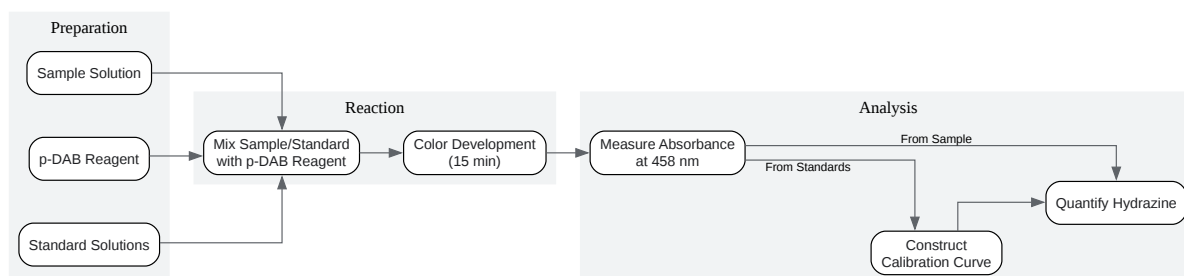 Preparation
Sample Solution
p-DAB Reagent
Standard Solutions
Reaction
Mix Sample/Standard
with p-DAB Reagent
Color Development
(15 min)
Analysis
Measure Absorbance
at 458 nm
From Sample
From Standards
Construct
Calibration Curve
Quantify Hydrazine